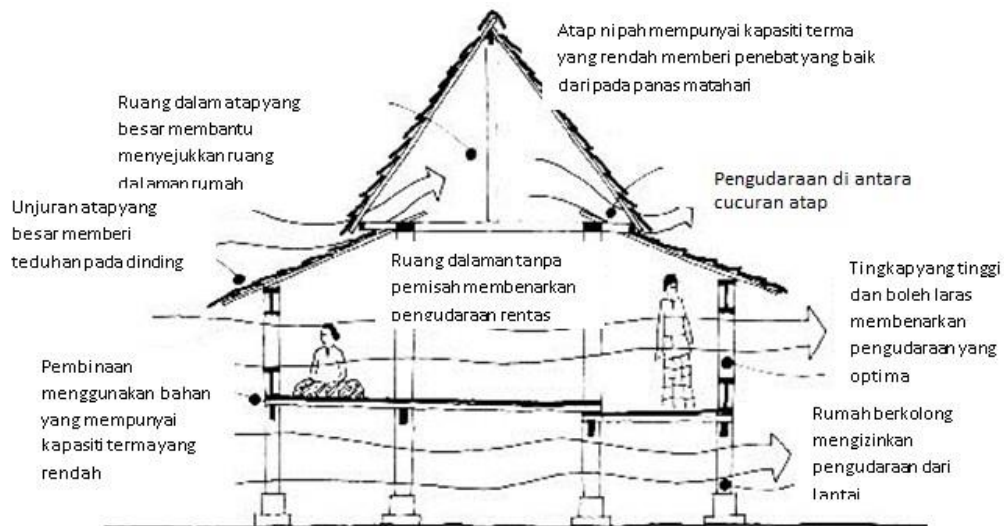 Atap nipah mempunyai kapasiti terma
yang rendah memberi penebat yang baik
daripada panas matahari
Ruang dalam atap yang
besar membantu
menyejukkan ruang
dalaman rumah
Unjuran atap yang
besar memberi
teduhan pada dinding
Pengudaraan di antara
cucuran atap
Ruang dalaman tanpa
pemisah membenarkan
pengudaraan rentas
Tingkap yang tinggi
dan boleh laras
membenarkan
pengudaraan yang
optima
Pembinaan
menggunakan bahan
yang mempunyai
kapasiti terma yang
rendah
Rumah berkolong
mengizinkan
pengudaraan dari
lantai